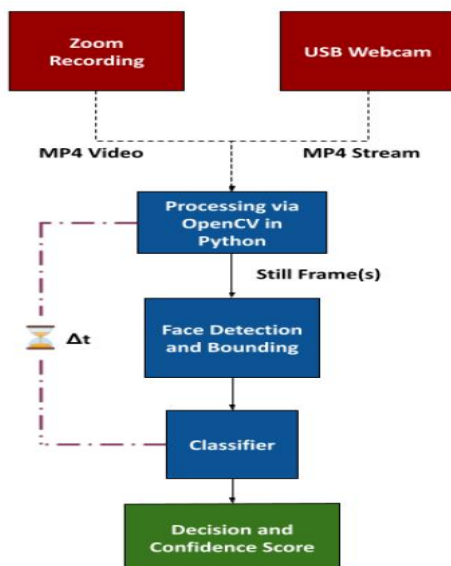 Zoom
Recording
USB Webcam
MP4 Video
MP4 Stream
Processing via
OpenCV in
Python
Still Frame(s)
Δt
Face Detection
and Bounding
Classifier
Decision and
Confidence Score